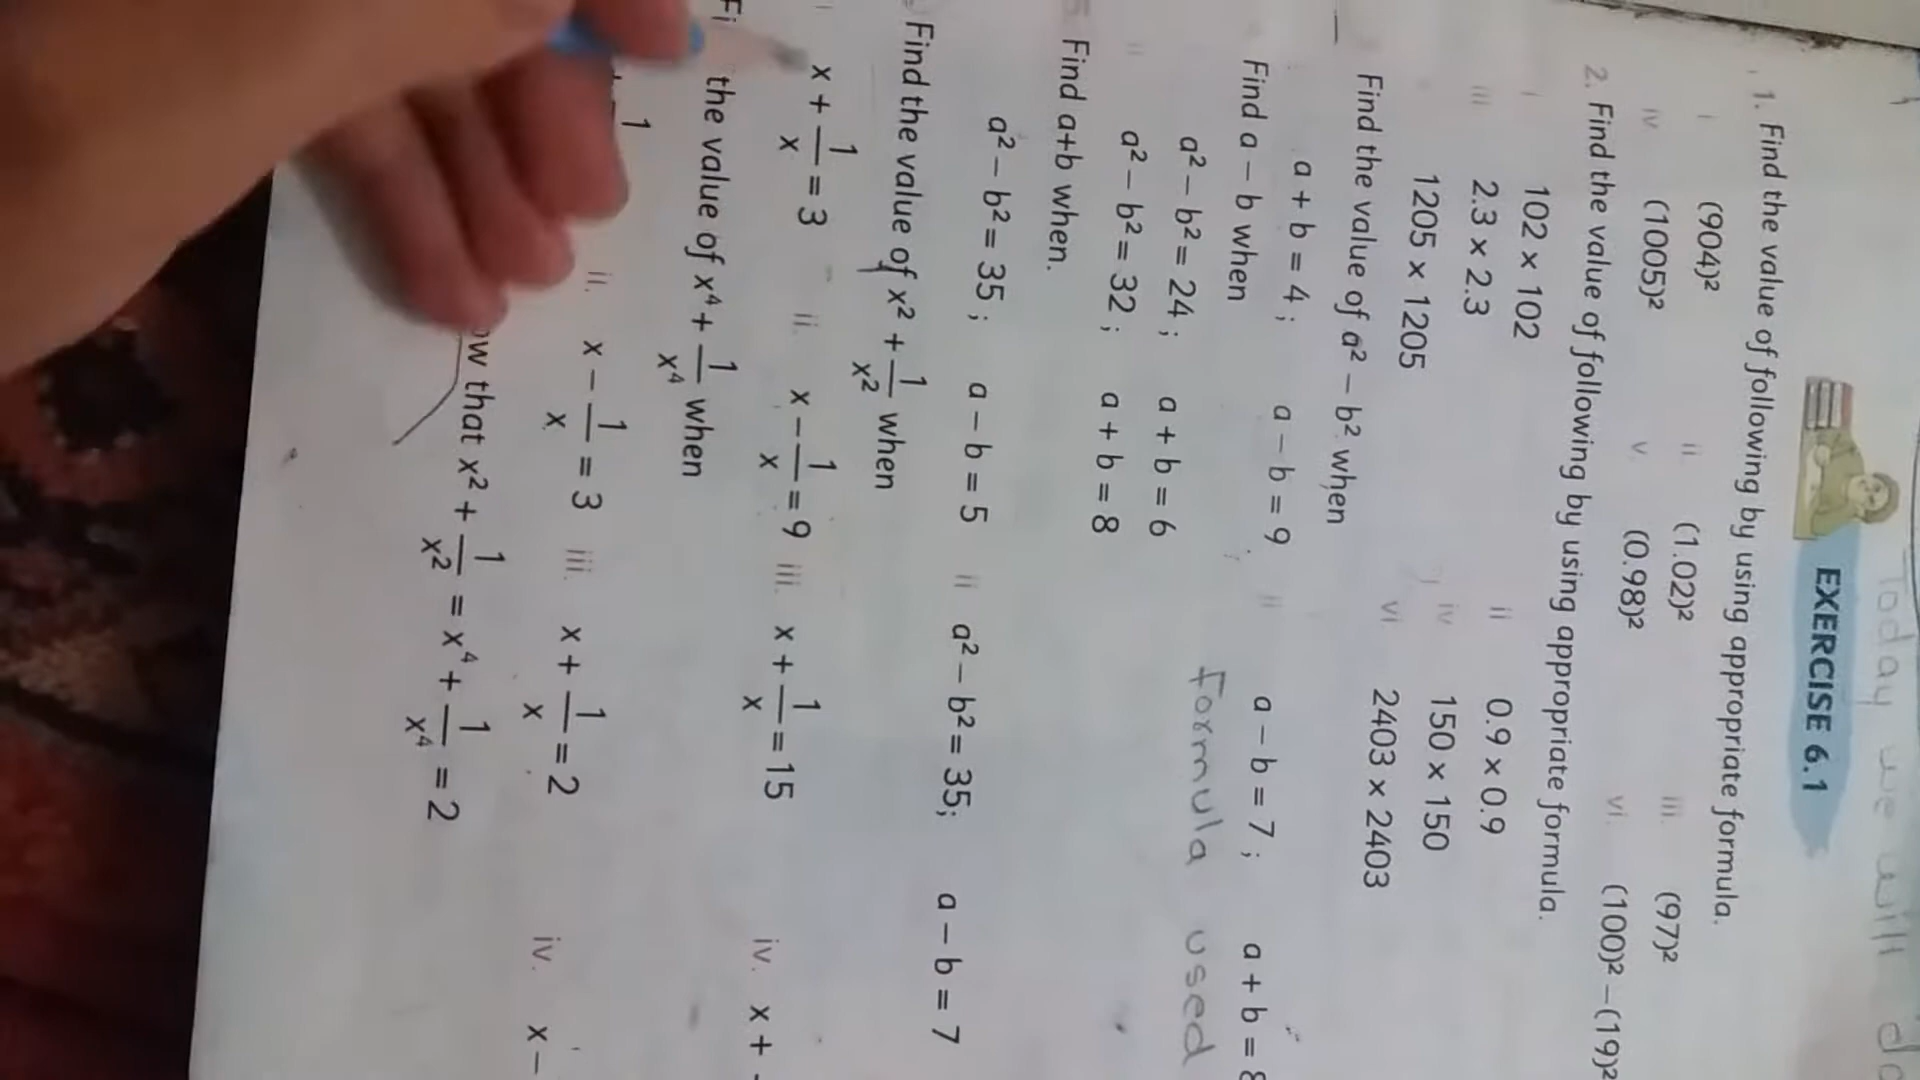 Today we will d
EXERCISE 6.1
1. Find the value of following by using appropriate formula.
i (904)² ii. (1.02)² iii. (97)²
iv (1005)² v. (0.98)² vi. (100)² – (19)²
2. Find the value of following by using appropriate formula.
i 102 × 102 ii 0.9 × 0.9
iii 2.3 × 2.3 iv 150 × 150
1205 × 1205 vi 2403 × 2403
Find the value of a² – b² when
a + b = 4 ; a – b = 9 ii a – b = 7 ; a + b = 8
Find a – b when
a² – b² = 24 ; a + b = 6 formula used
ii a² – b² = 32 ; a + b = 8
5. Find a+b when.
a² – b² = 35 ; a – b = 5 ii a² – b² = 35; a – b = 7
Find the value of x² + 1/x² when
x + 1/x = 3 ii. x – 1/x = 9 iii. x + 1/x = 15 iv. x +
Fi the value of x⁴ + 1/x⁴ when
1 ii. x – 1/x = 3 iii. x + 1/x = 2 iv. x –
ow that x² + 1/x² = x⁴ + 1/x⁴ = 2